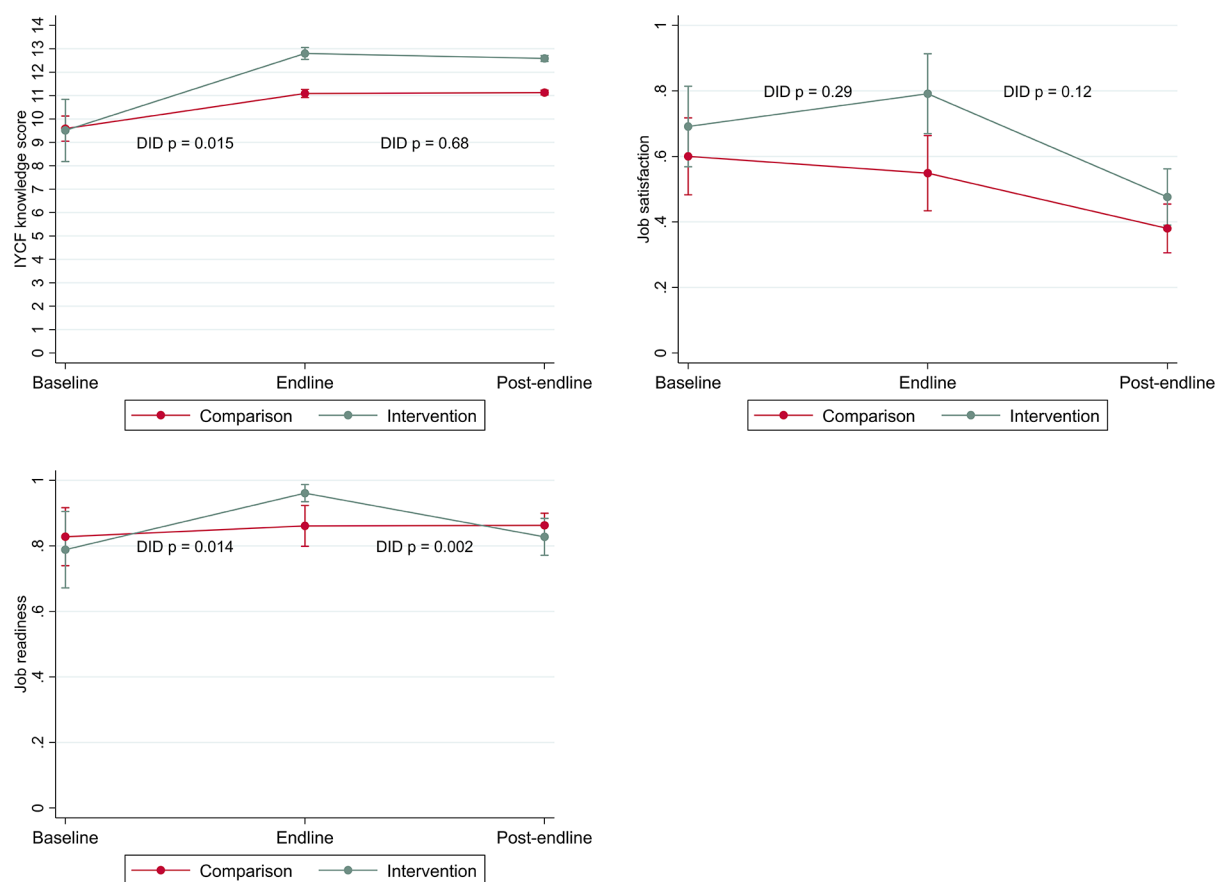 IYCF knowledge score
14
13
12
11
10
9
8
7
6
5
4
3
2
1
0
DID p = 0.015
DID p = 0.68
Baseline
Endline
Post-endline
Comparison
Intervention
Job satisfaction
1
.8
.6
.4
.2
0
DID p = 0.29
DID p = 0.12
Baseline
Endline
Post-endline
Comparison
Intervention
Job readiness
1
.8
.6
.4
.2
0
DID p = 0.014
DID p = 0.002
Baseline
Endline
Post-endline
Comparison
Intervention